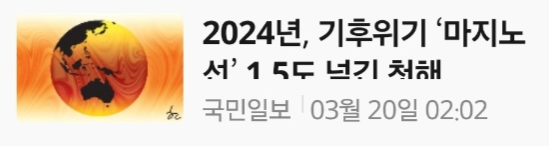 2024년, 기후위기 ‘마지노
선’ 1.5도 넘긴 첫해
국민일보 03월 20일 02:02